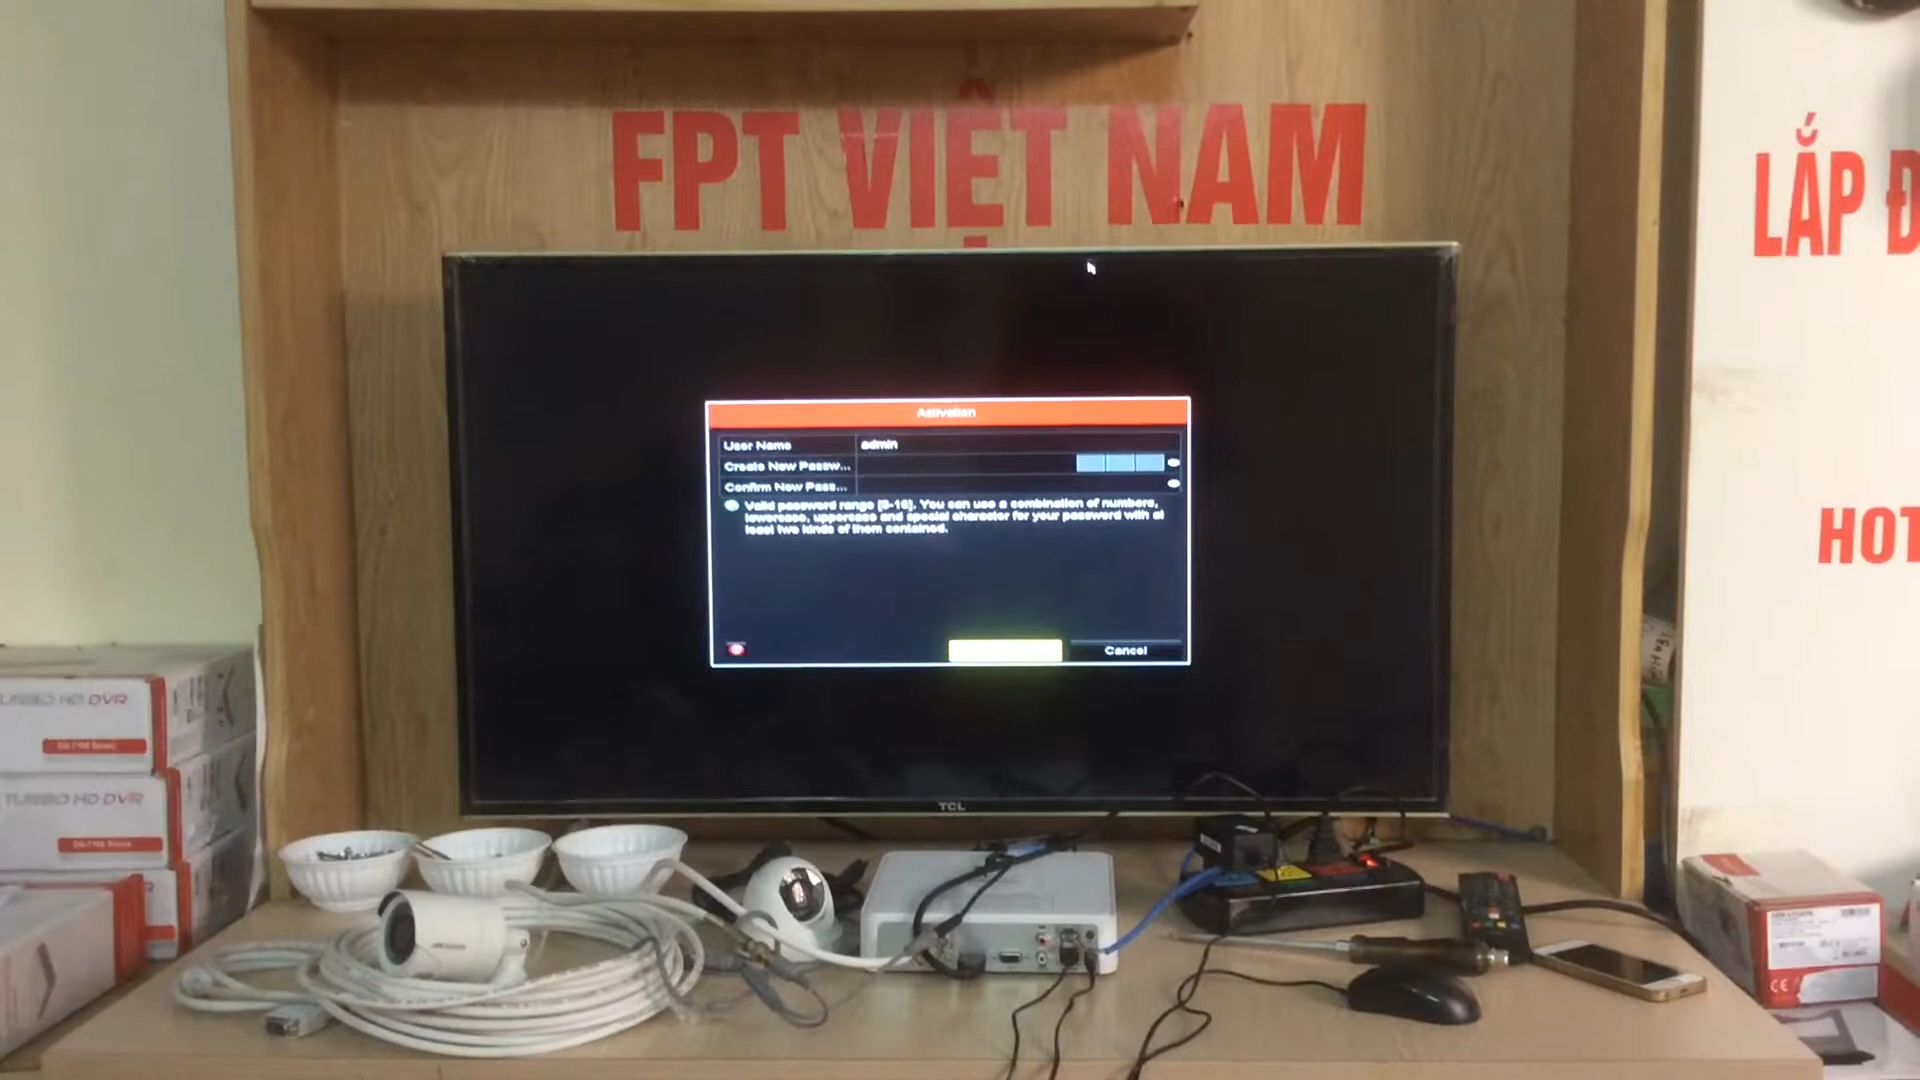 FPT VIỆT NAM
LẮP Đ
HOT
Activation
User Name admin
Create New Passw...
Confirm New Pass...
Valid password range [8-16]. You can use a combination of numbers,
lowercase, uppercase and special character for your password with at
least two kinds of them contained.
Cancel
TCL
TURBO HD DVR
TURBO HD DVR
HIKVISION
CE